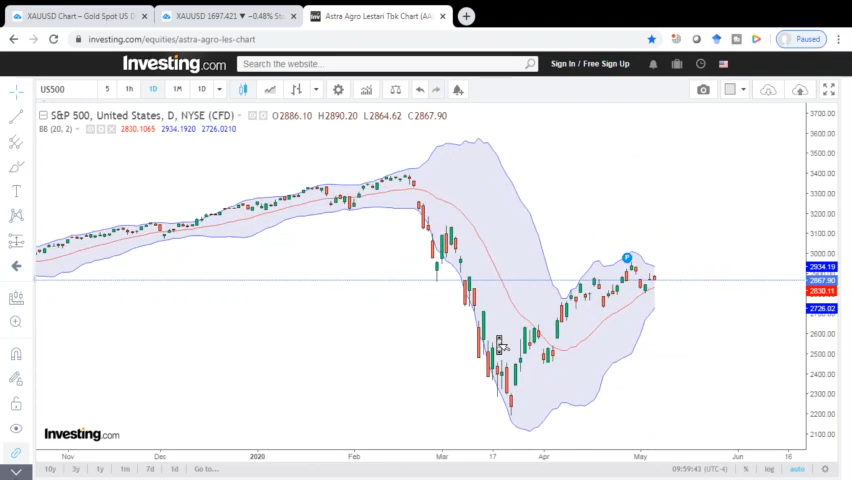 XAUUSD Chart – Gold Spot US D
XAUUSD 1697.421 ▼ −0.48% Sta
Astra Agro Lestari Tbk Chart (AA
investing.com/equities/astra-agro-les-chart
Paused
Investing.com
Search the website...
Sign In / Free Sign Up
US500 5 1h 1D 1M 1D
S&P 500, United States, D, NYSE (CFD) O2886.10 H2890.20 L2864.62 C2867.90
BB (20, 2) 2830.1065 2934.1920 2726.0210
3700.00
3600.00
3500.00
3400.00
3300.00
3200.00
3100.00
3000.00
P
2934.19
2867.90
2830.11
2726.02
2600.00
2500.00
2400.00
2300.00
2200.00
2100.00
Investing.com
Nov Dec 2020 Feb Mar 17 Apr May Jun 16
10y 3y 1y 1m 7d 1d Go to... 09:59:43 (UTC-4) % log auto